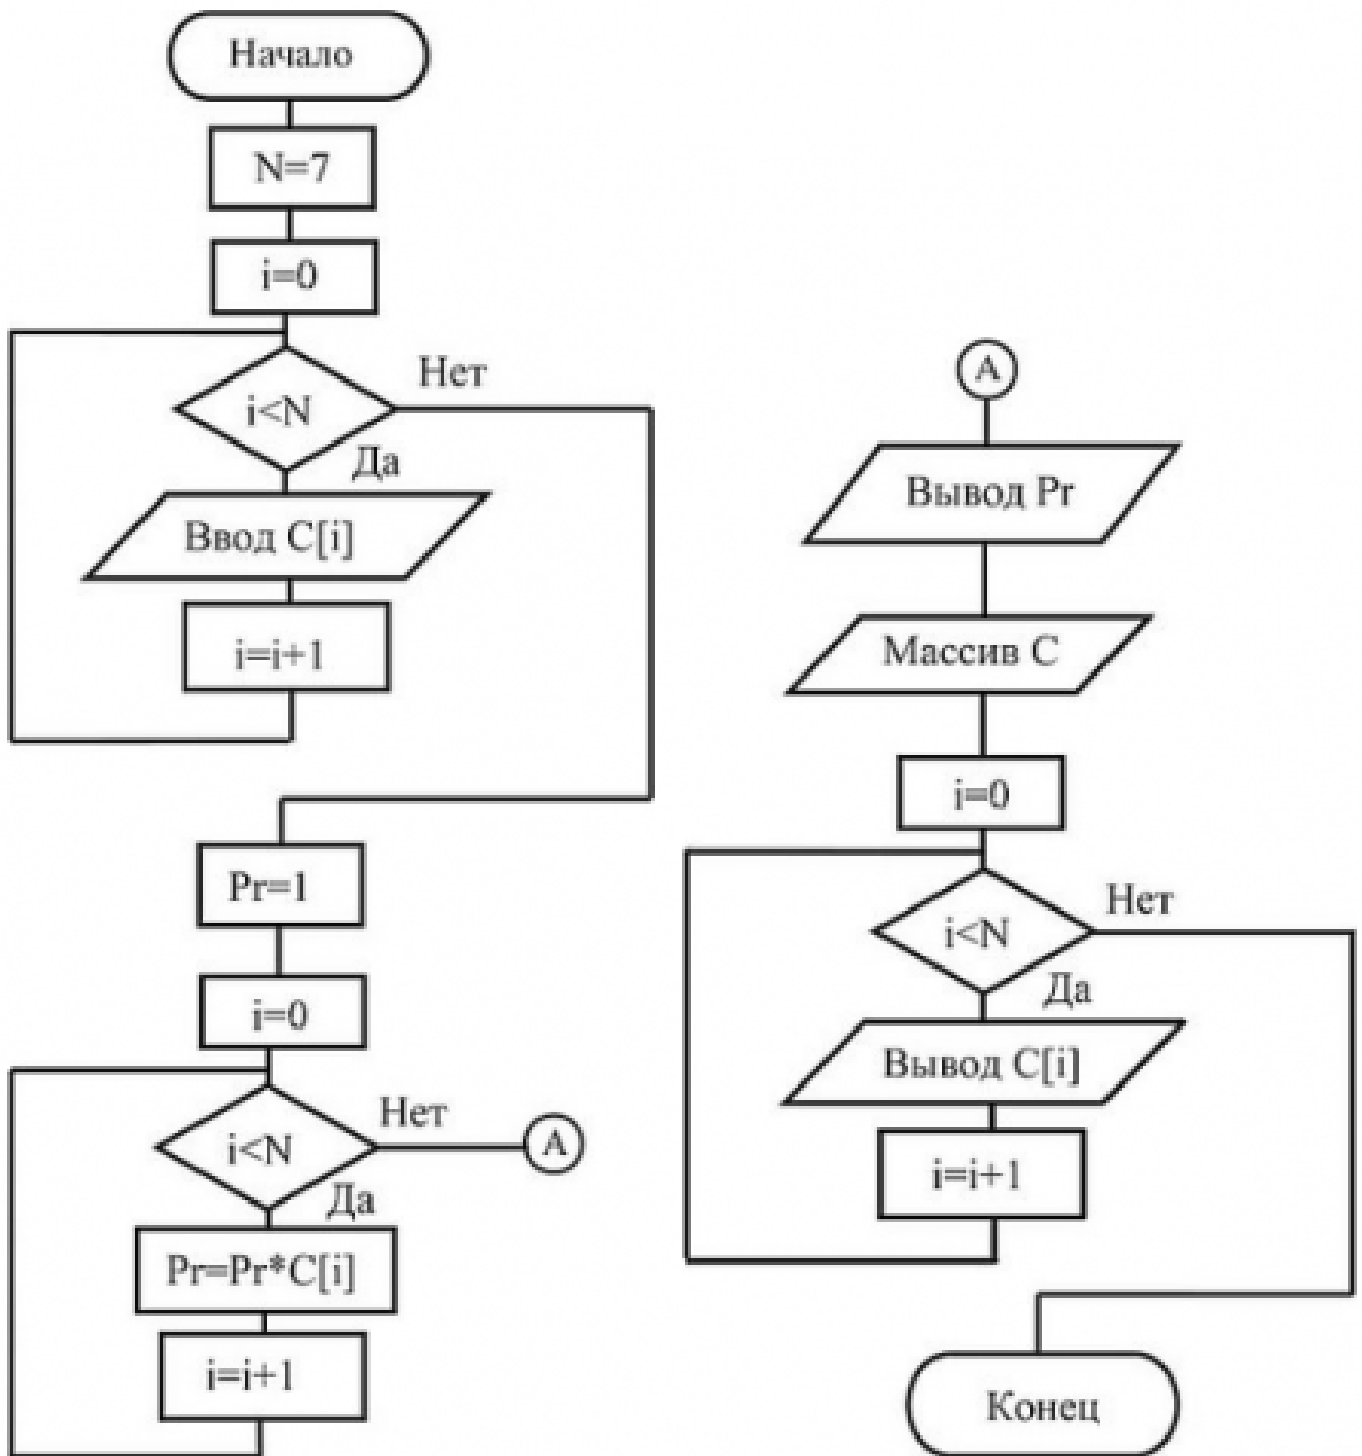 Начало
N=7
i=0
i<N
Нет
Да
Ввод C[i]
i=i+1
Pr=1
i=0
i<N
Нет
А
Да
Pr=Pr*C[i]
i=i+1
А
Вывод Pr
Массив С
i=0
i<N
Нет
Да
Вывод C[i]
i=i+1
Конец